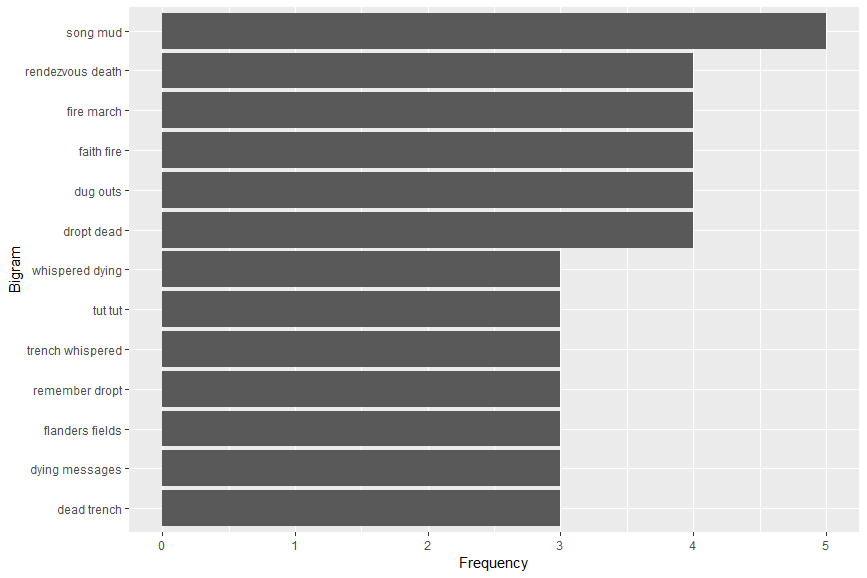 song mud
rendezvous death
fire march
faith fire
dug outs
dropt dead
whispered dying
tut tut
trench whispered
remember dropt
flanders fields
dying messages
dead trench
Bigram
0 1 2 3 4 5
Frequency